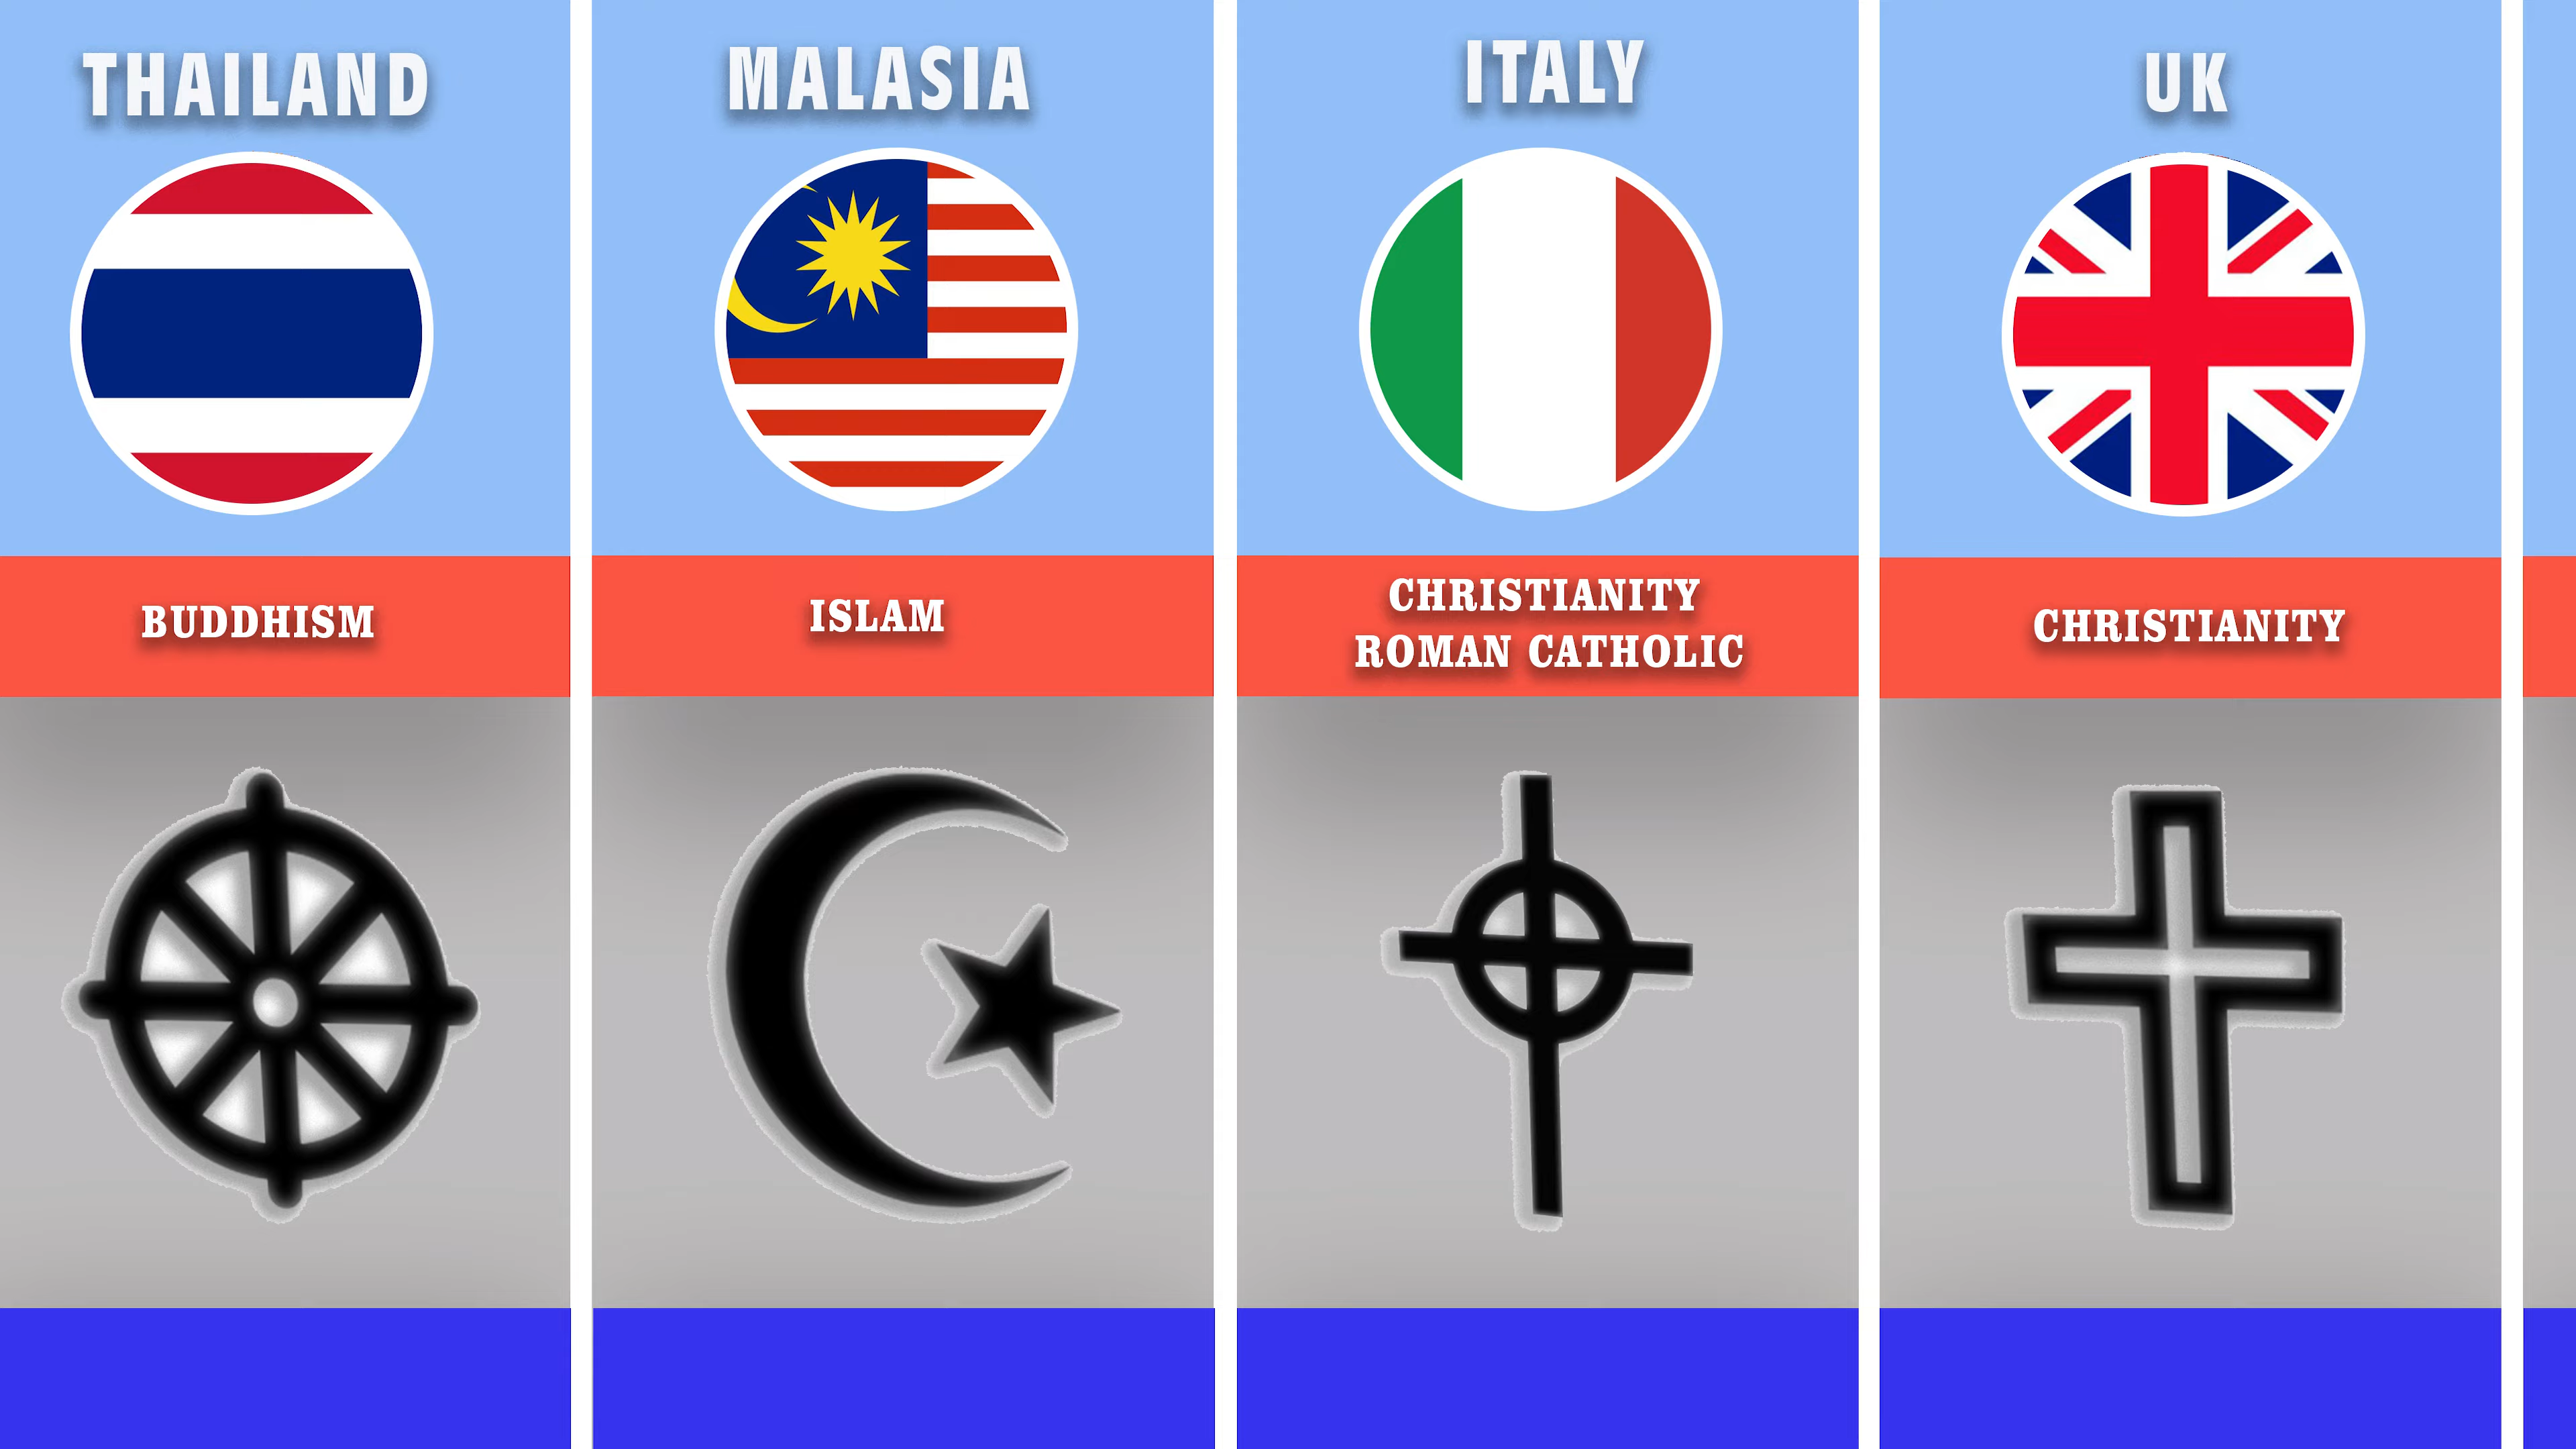 THAILAND
BUDDHISM
MALASIA
ISLAM
ITALY
CHRISTIANITY
ROMAN CATHOLIC
UK
CHRISTIANITY